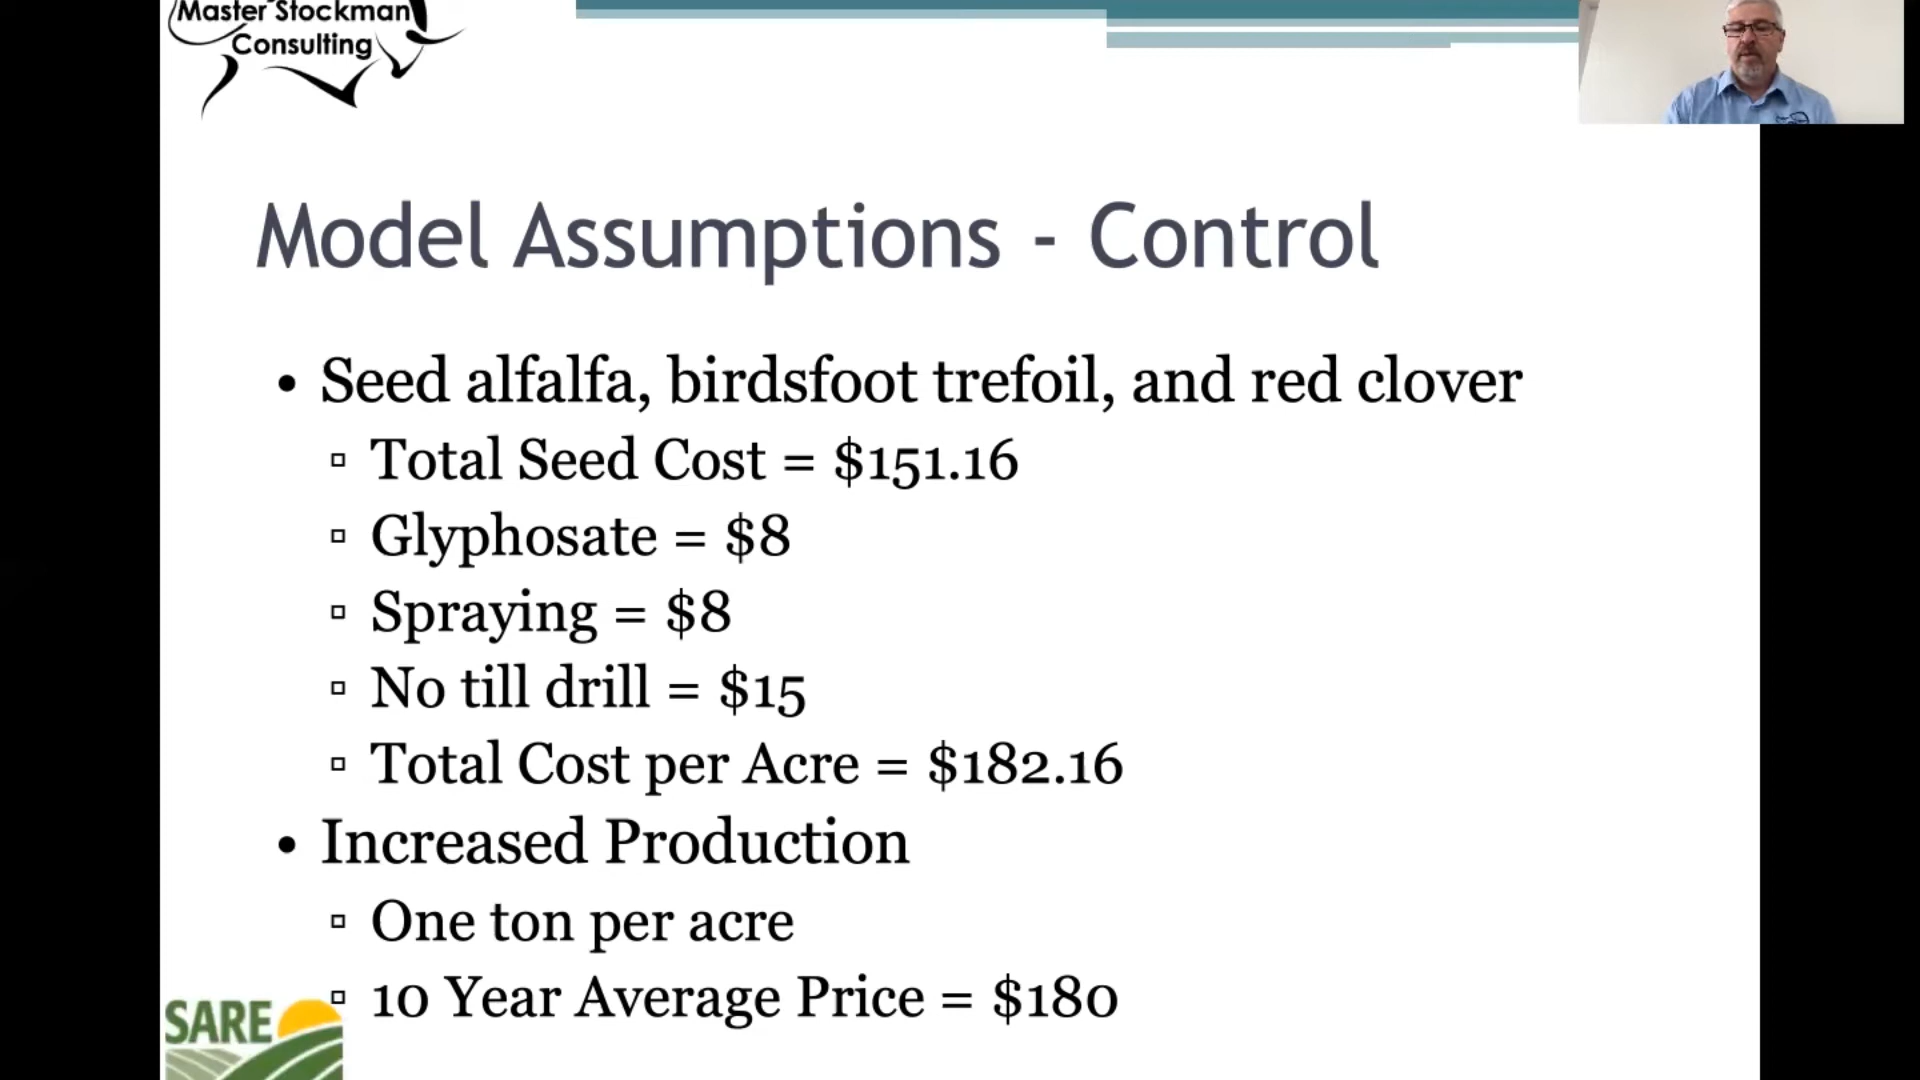 Master Stockman
Consulting
Model Assumptions - Control
• Seed alfalfa, birdsfoot trefoil, and red clover
▫ Total Seed Cost = $151.16
▫ Glyphosate = $8
▫ Spraying = $8
▫ No till drill = $15
▫ Total Cost per Acre = $182.16
• Increased Production
▫ One ton per acre
▫ 10 Year Average Price = $180
SARE